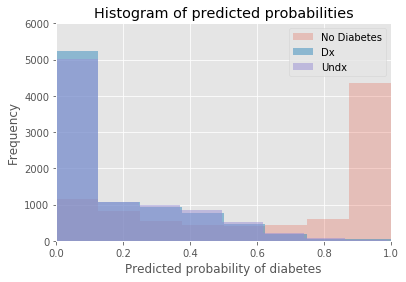 Histogram of predicted probabilities
No Diabetes
Dx
Undx
Frequency
6000
5000
4000
3000
2000
1000
0
0.0 0.2 0.4 0.6 0.8 1.0
Predicted probability of diabetes